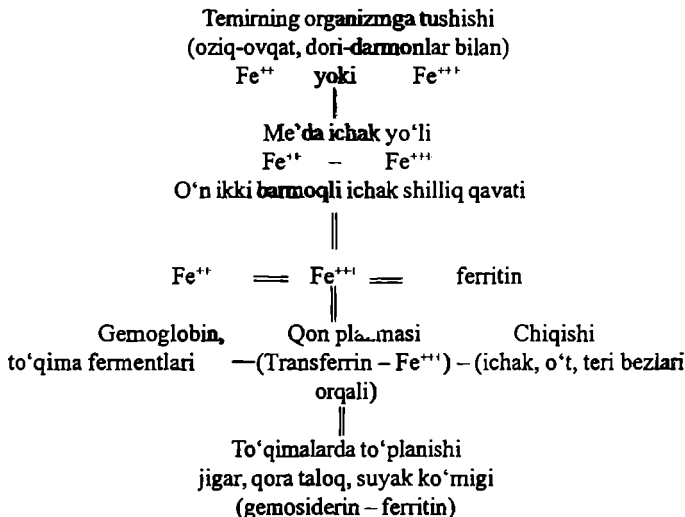 Temirning organizmga tushishi
(oziq-ovqat, dori-darmonlar bilan)
Fe⁺⁺ yoki Fe⁺⁺⁺
Me'da ichak yo‘li
Fe⁺⁺ – Fe⁺⁺⁺
O‘n ikki barmoqli ichak shilliq qavati
Fe⁺⁺ == Fe⁺⁺⁺ == ferritin
Gemoglobin, Qon plazmasi Chiqishi
to‘qima fermentlari —(Transferrin – Fe⁺⁺⁺) – (ichak, o‘t, teri bezlari
orqali)
To‘qimalarda to‘planishi
jigar, qora taloq, suyak ko‘migi
(gemosiderin – ferritin)